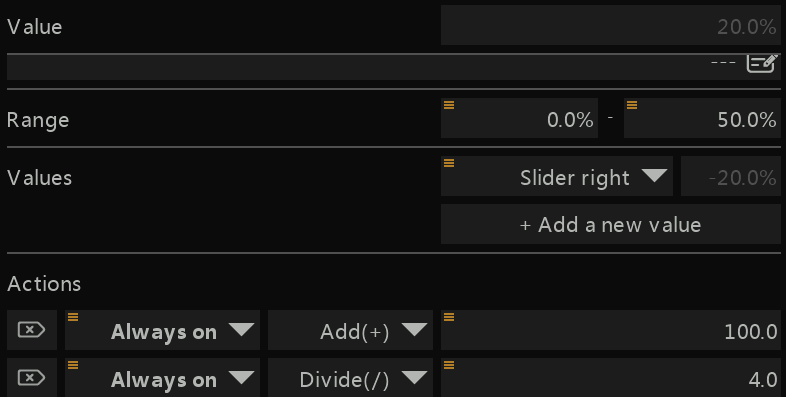 Value 20.0%
---
Range 0.0% - 50.0%
Values Slider right -20.0%
+ Add a new value
Actions
Always on Add(+) 100.0
Always on Divide(/) 4.0